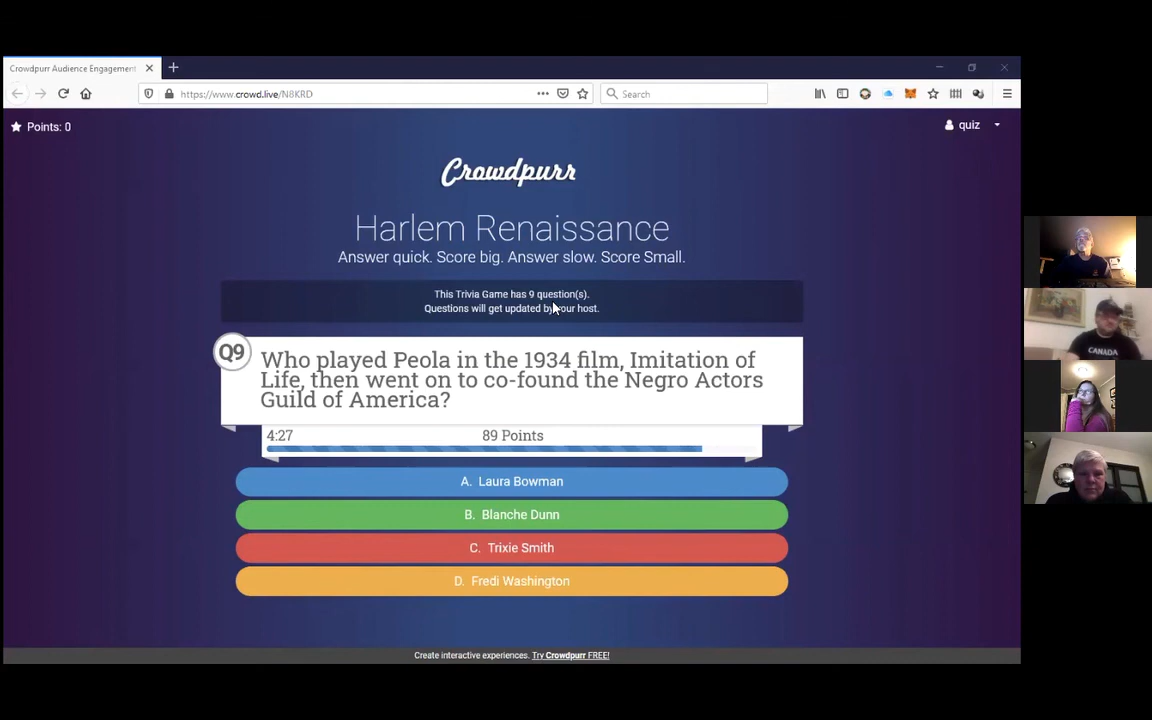 Crowdpurr Audience Engagement
https://www.crowd.live/N8KRD
Search
Points: 0
quiz
Crowdpurr
Harlem Renaissance
Answer quick. Score big. Answer slow. Score Small.
This Trivia Game has 9 question(s).
Questions will get updated by your host.
Q9
Who played Peola in the 1934 film, Imitation of
Life, then went on to co-found the Negro Actors
Guild of America?
4:27 89 Points
A. Laura Bowman
B. Blanche Dunn
C. Trixie Smith
D. Fredi Washington
Create interactive experiences. Try Crowdpurr FREE!
CANADA